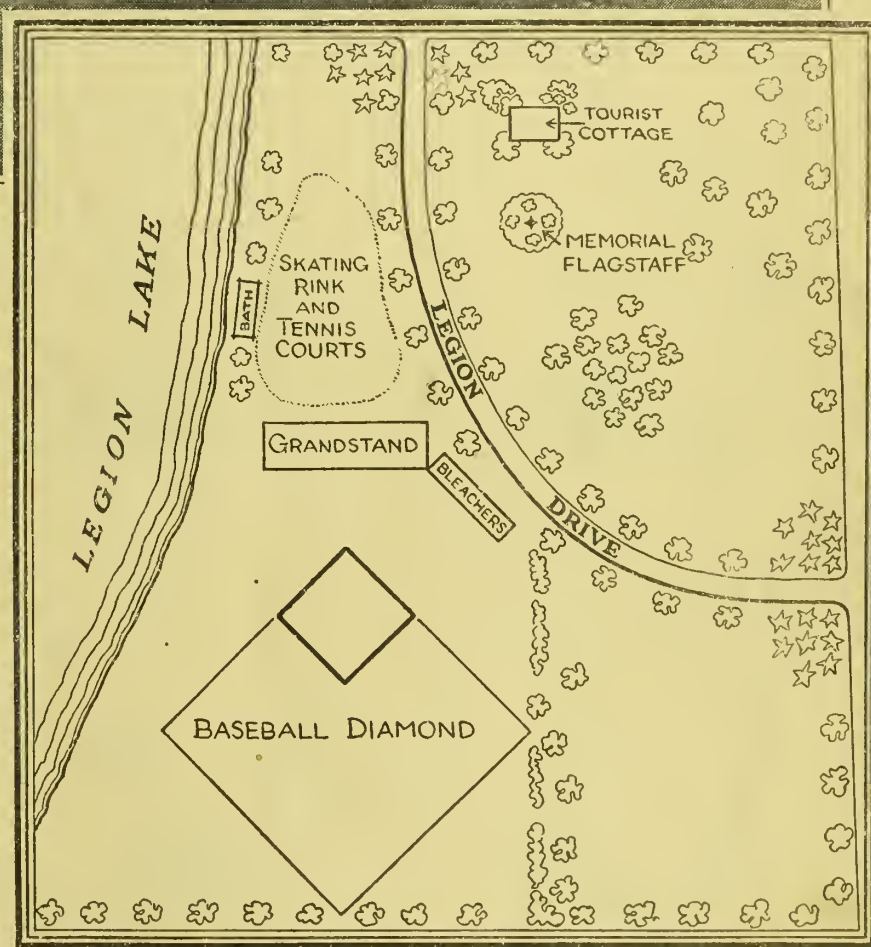 TOURIST
COTTAGE
LEGION LAKE
MEMORIAL
FLAGSTAFF
SKATING
RINK
AND
TENNIS
COURTS
BATH
LEGION DRIVE
GRANDSTAND
BLEACHERS
BASEBALL DIAMOND